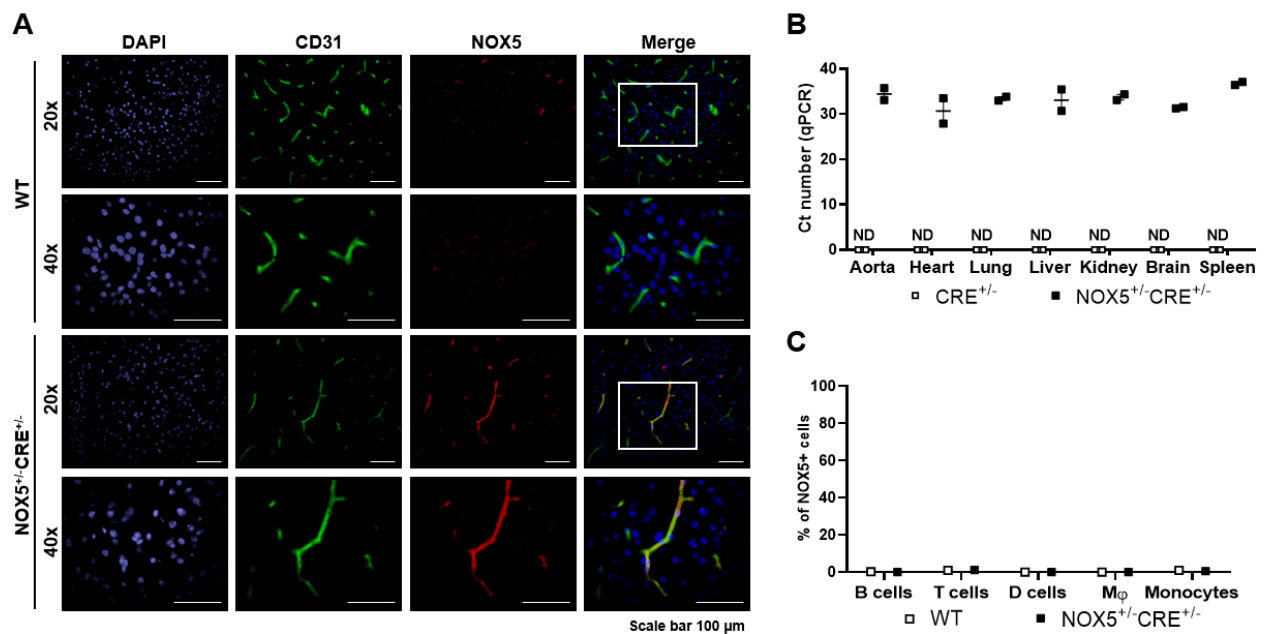 A
DAPI CD31 NOX5 Merge
WT
20x
40x
NOX5+/-CRE+/-
20x
40x
Scale bar 100 μm
B
Ct number (qPCR)
40
30
20
10
0
ND ND ND ND ND ND ND
Aorta Heart Lung Liver Kidney Brain Spleen
CRE+/- NOX5+/-CRE+/-
C
% of NOX5+ cells
100
80
60
40
20
0
B cells T cells D cells Mφ Monocytes
WT NOX5+/-CRE+/-